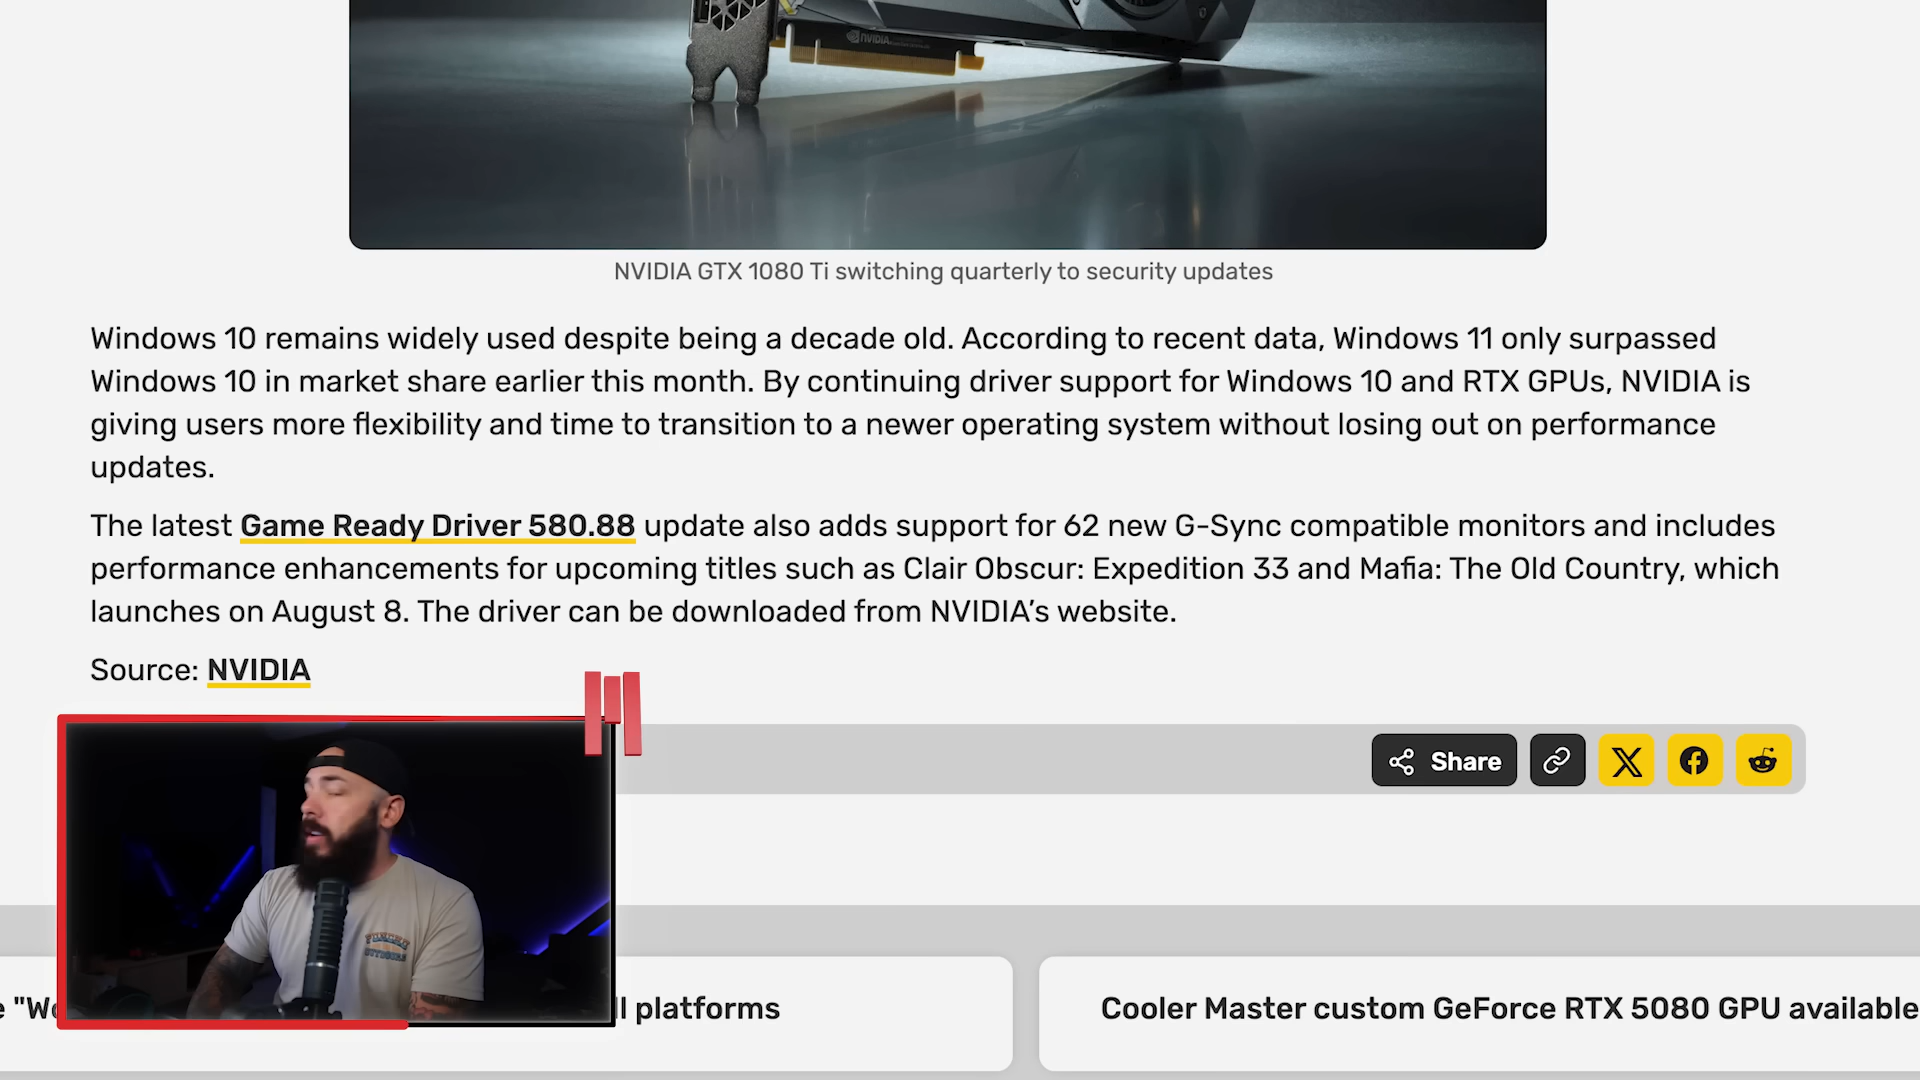 NVIDIA
NVIDIA GTX 1080 Ti switching quarterly to security updates
Windows 10 remains widely used despite being a decade old. According to recent data, Windows 11 only surpassed
Windows 10 in market share earlier this month. By continuing driver support for Windows 10 and RTX GPUs, NVIDIA is
giving users more flexibility and time to transition to a newer operating system without losing out on performance
updates.
The latest Game Ready Driver 580.88 update also adds support for 62 new G-Sync compatible monitors and includes
performance enhancements for upcoming titles such as Clair Obscur: Expedition 33 and Mafia: The Old Country, which
launches on August 8. The driver can be downloaded from NVIDIA’s website.
Source: NVIDIA
Share
platforms
Cooler Master custom GeForce RTX 5080 GPU available